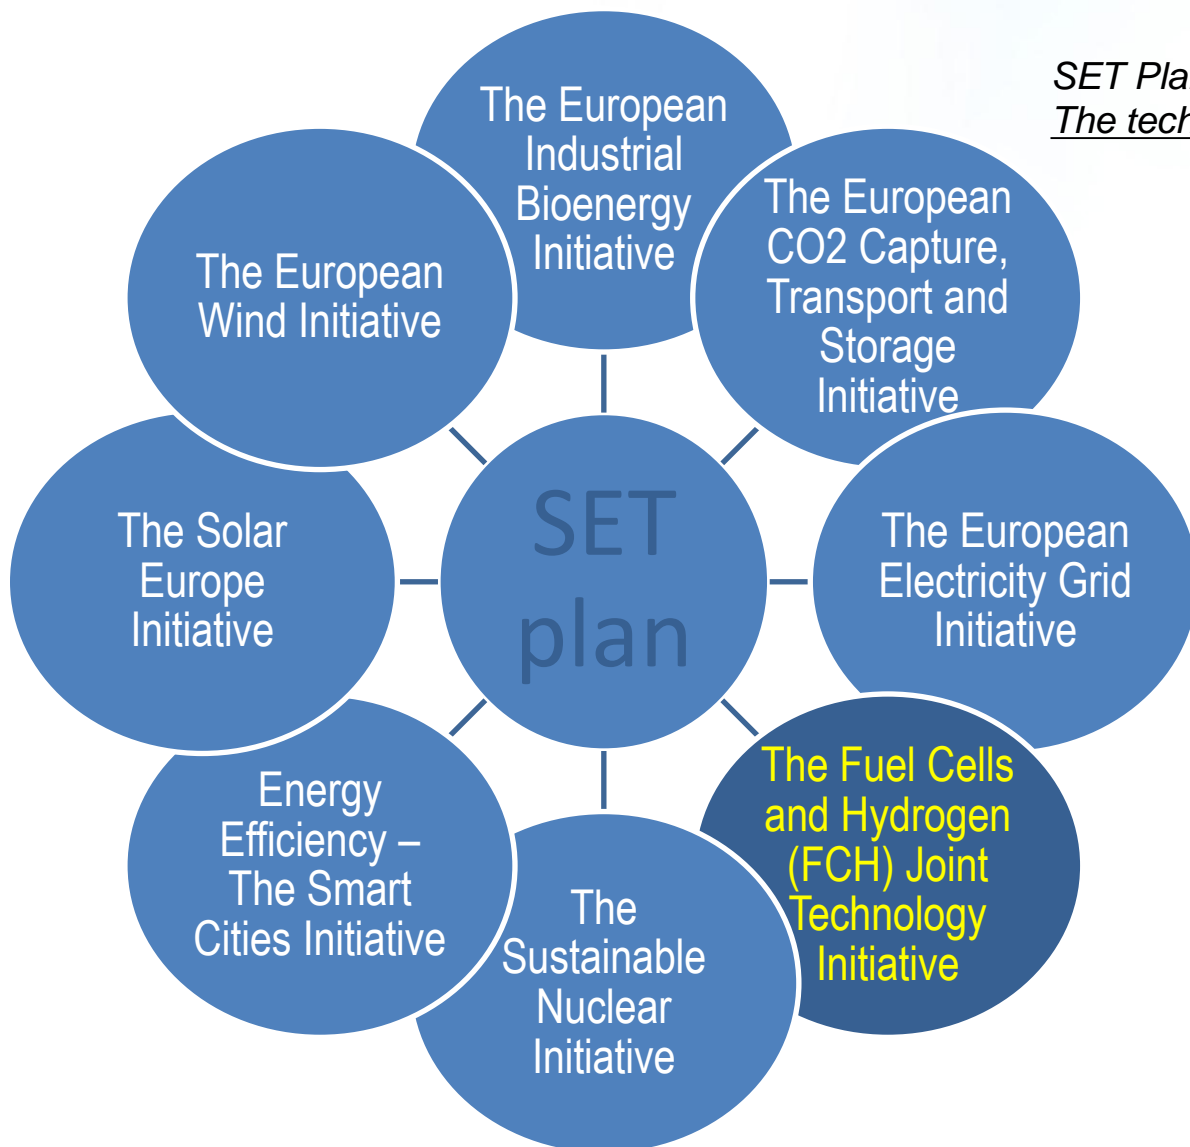 SET Pla
The tech
The European
Industrial
Bioenergy
Initiative
The European
CO2 Capture,
Transport and
Storage
Initiative
The European
Electricity Grid
Initiative
The Fuel Cells
and Hydrogen
(FCH) Joint
Technology
Initiative
The
Sustainable
Nuclear
Initiative
Energy
Efficiency –
The Smart
Cities Initiative
The Solar
Europe
Initiative
The European
Wind Initiative
SET
plan